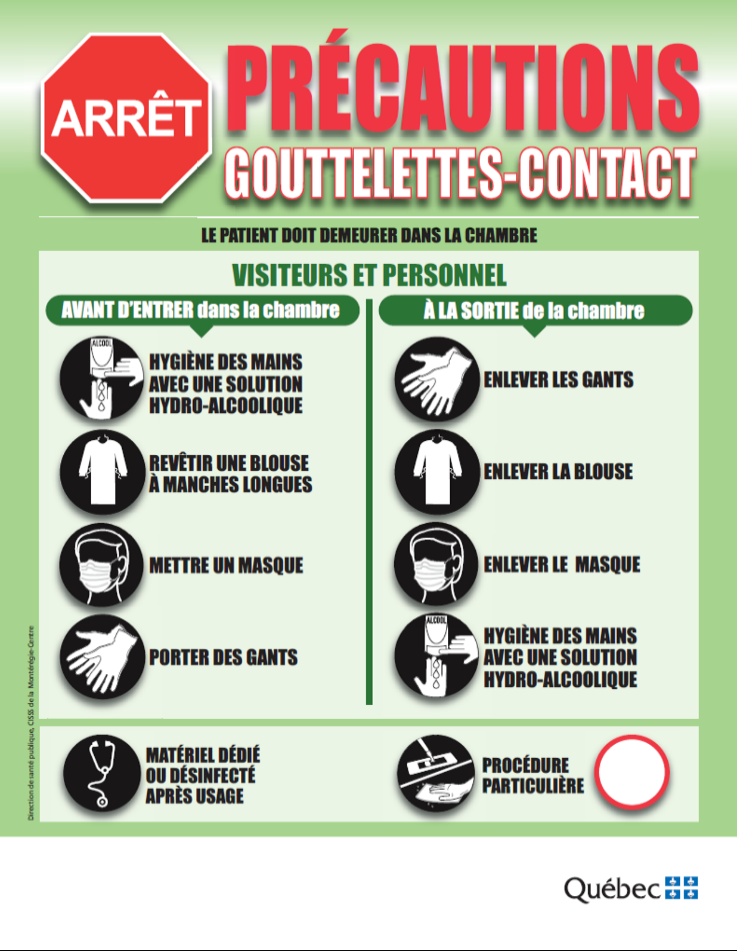 ARRÊT
PRÉCAUTIONS
GOUTTELETTES-CONTACT
LE PATIENT DOIT DEMEURER DANS LA CHAMBRE
VISITEURS ET PERSONNEL
AVANT D'ENTRER dans la chambre
ALCOOL
HYGIÈNE DES MAINS
AVEC UNE SOLUTION
HYDRO-ALCOOLIQUE
REVÊTIR UNE BLOUSE
À MANCHES LONGUES
METTRE UN MASQUE
PORTER DES GANTS
À LA SORTIE de la chambre
ENLEVER LES GANTS
ENLEVER LA BLOUSE
ENLEVER LE MASQUE
ALCOOL
HYGIÈNE DES MAINS
AVEC UNE SOLUTION
HYDRO-ALCOOLIQUE
MATÉRIEL DÉDIÉ
OU DÉSINFECTÉ
APRÈS USAGE
PROCÉDURE
PARTICULIÈRE
Direction de santé publique, CISSS de la Montérégie-Centre
Québec